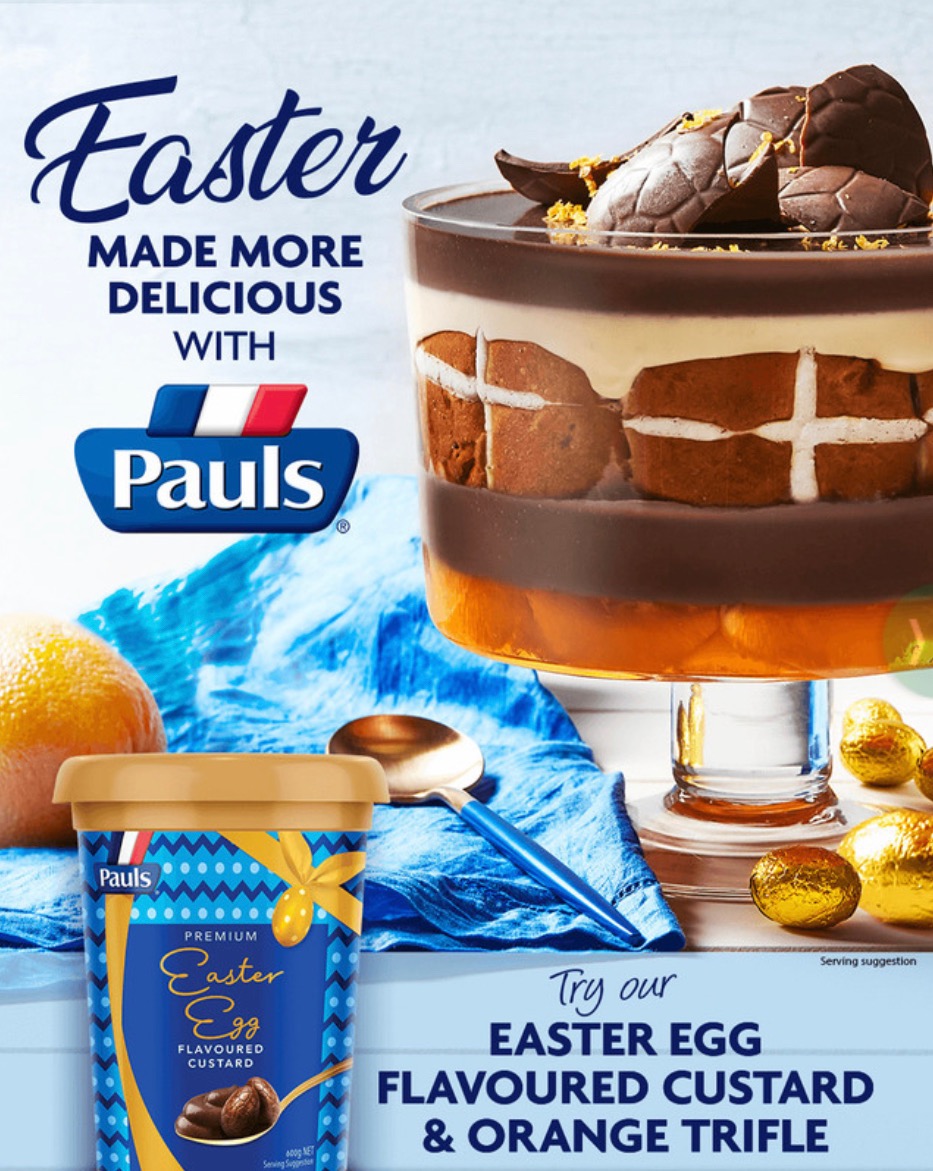 Easter
MADE MORE
DELICIOUS
WITH
Pauls
®
Pauls
PREMIUM
Easter
Egg
FLAVOURED
CUSTARD
600g NET
Serving Suggestion
Serving suggestion
Try our
EASTER EGG
FLAVOURED CUSTARD
& ORANGE TRIFLE